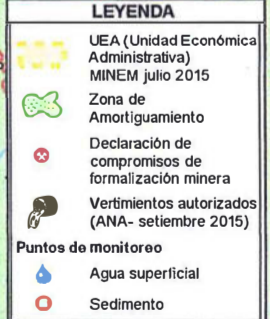 LEYENDA
UEA (Unidad Económica
Administrativa)
MINEM julio 2015
Zona de
Amortiguamiento
Declaración de
compromisos de
formalización minera
Vertimientos autorizados
(ANA- setiembre 2015)
Puntos de monitoreo
Agua superficial
Sedimento